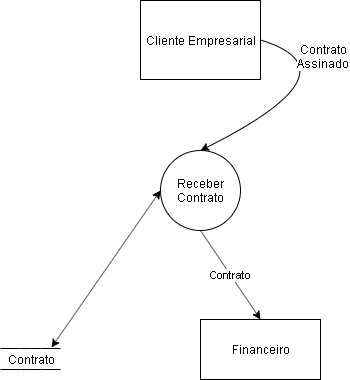 Cliente Empresarial
Contrato
Assinado
Receber
Contrato
Contrato
Financeiro
Contrato